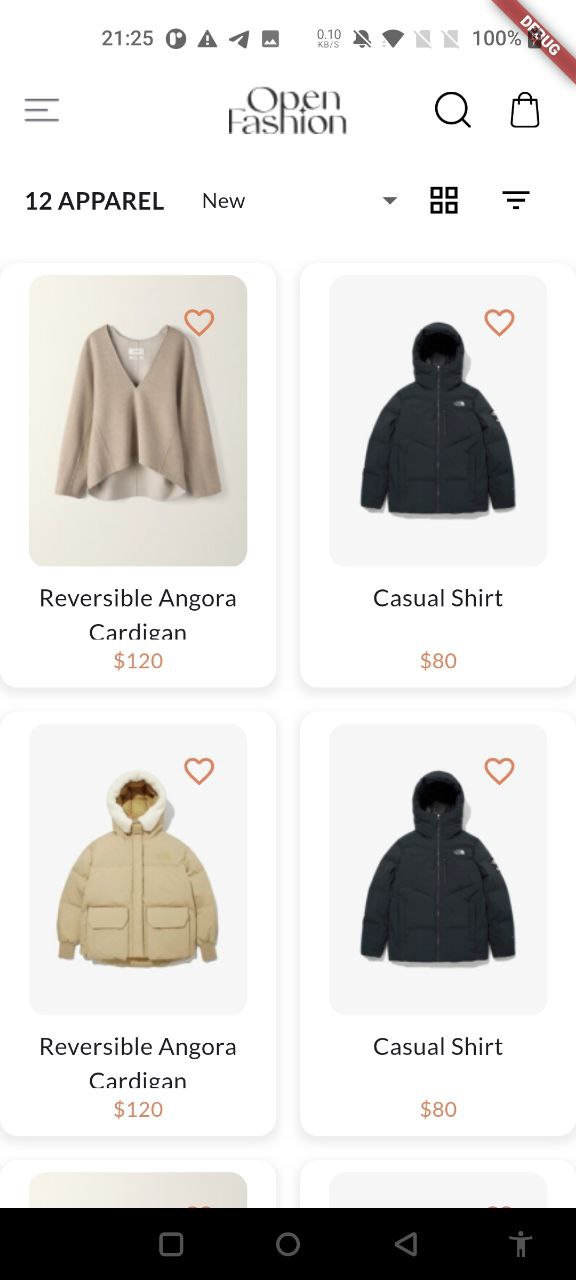 21:25
0.10
KB/S
100%
DEBUG
Open
Fashion
12 APPAREL
New
Reversible Angora
Cardigan
$120
Casual Shirt
$80
Reversible Angora
Cardigan
$120
Casual Shirt
$80